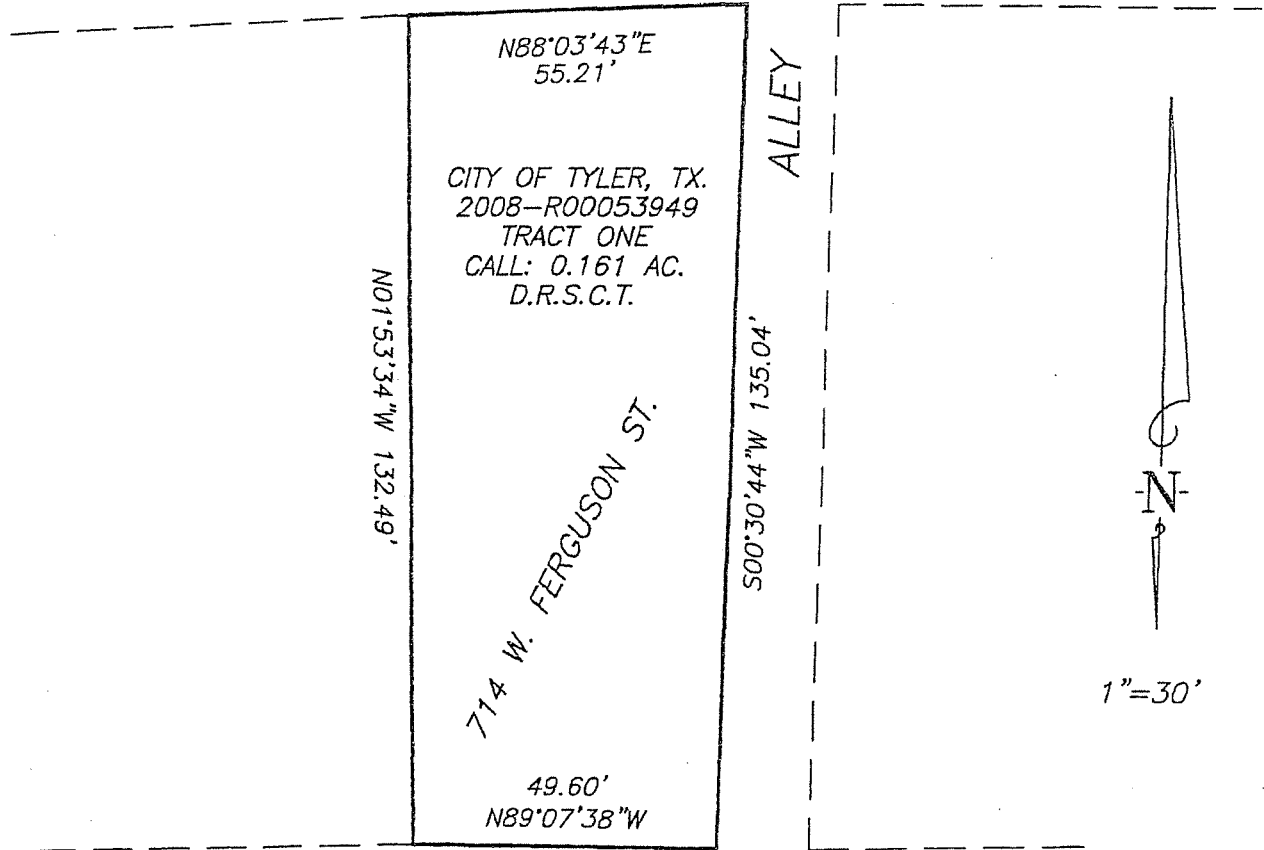 N88°03'43"E
55.21'
ALLEY
CITY OF TYLER, TX.
2008-R00053949
TRACT ONE
CALL: 0.161 AC.
D.R.S.C.T.
N01°53'34"W 132.49'
S00°30'44"W 135.04'
714 W. FERGUSON ST.
N
1"=30'
49.60'
N89°07'38"W